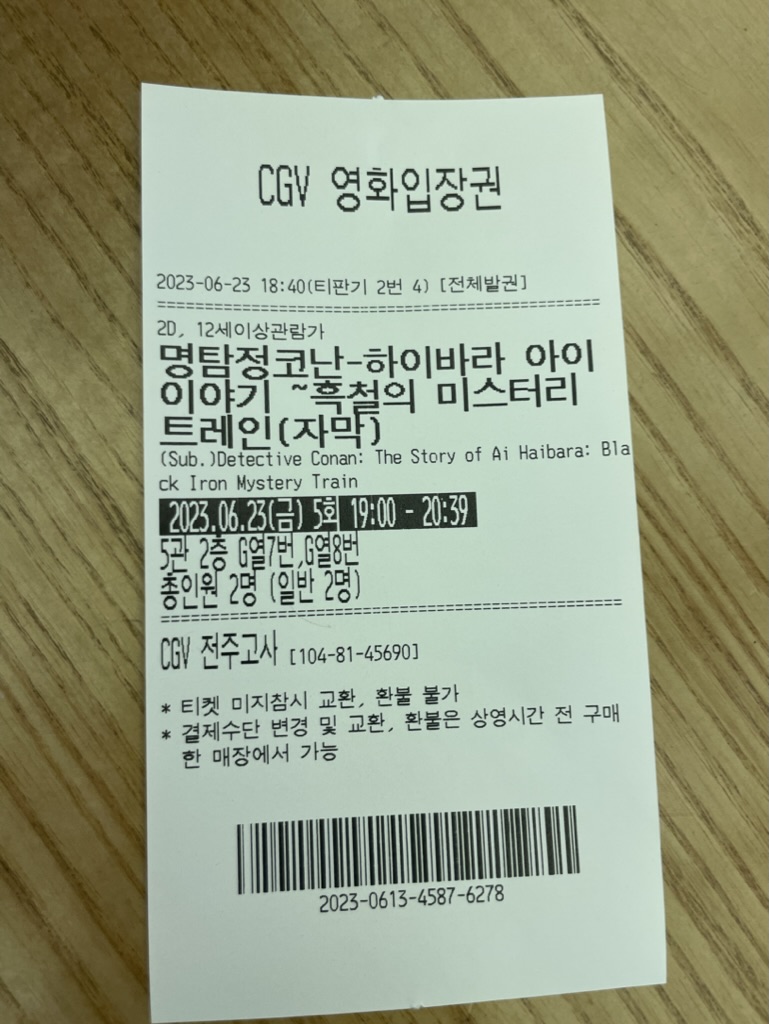 CGV 영화입장권
2023-06-23 18:40(티판기 2번 4) [전체발권]
2D, 12세이상관람가
명탐정코난-하이바라 아이
이야기 ~흑철의 미스터리
트레인(자막)
(Sub.)Detective Conan: The Story of Ai Haibara: Bla
ck Iron Mystery Train
2023.06.23(금) 5회 19:00 - 20:39
5관 2층 G열7번,G열8번
총인원 2명 (일반 2명)
CGV 전주고사 [104-81-45690]
* 티켓 미지참시 교환, 환불 불가
* 결제수단 변경 및 교환, 환불은 상영시간 전 구매
한 매장에서 가능
2023-0613-4587-6278